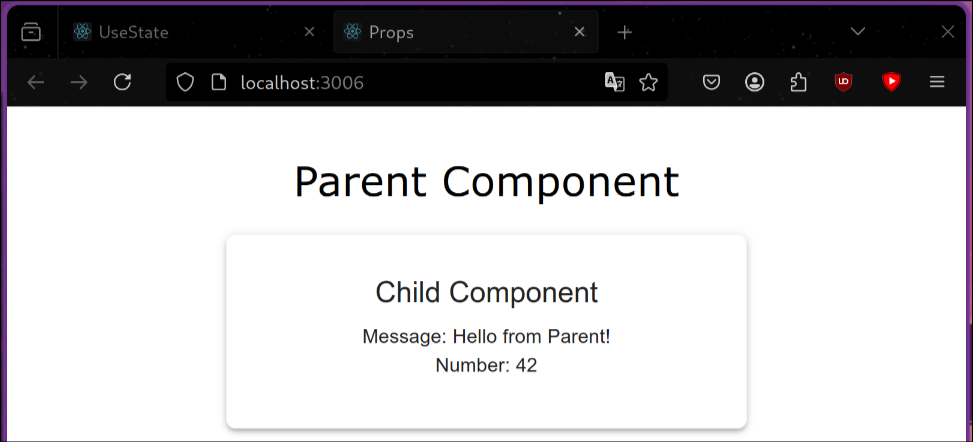 UseState
Props
localhost:3006
Parent Component
Child Component
Message: Hello from Parent!
Number: 42